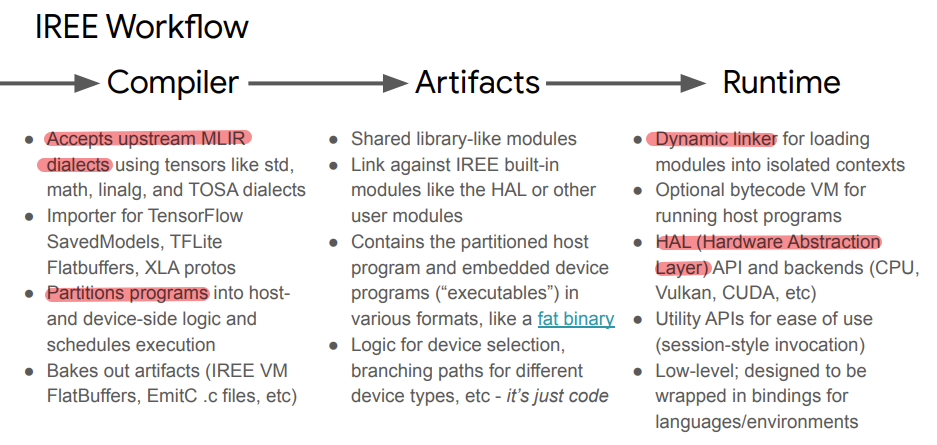 IREE Workflow
Compiler
Artifacts
Runtime
● Accepts upstream MLIR
dialects using tensors like std,
math, linalg, and TOSA dialects
● Importer for TensorFlow
SavedModels, TFLite
Flatbuffers, XLA protos
● Partitions programs into host-
and device-side logic and
schedules execution
● Bakes out artifacts (IREE VM
FlatBuffers, EmitC .c files, etc)
● Shared library-like modules
● Link against IREE built-in
modules like the HAL or other
user modules
● Contains the partitioned host
program and embedded device
programs (“executables”) in
various formats, like a fat binary
● Logic for device selection,
branching paths for different
device types, etc - it’s just code
● Dynamic linker for loading
modules into isolated contexts
● Optional bytecode VM for
running host programs
● HAL (Hardware Abstraction
Layer) API and backends (CPU,
Vulkan, CUDA, etc)
● Utility APIs for ease of use
(session-style invocation)
● Low-level; designed to be
wrapped in bindings for
languages/environments